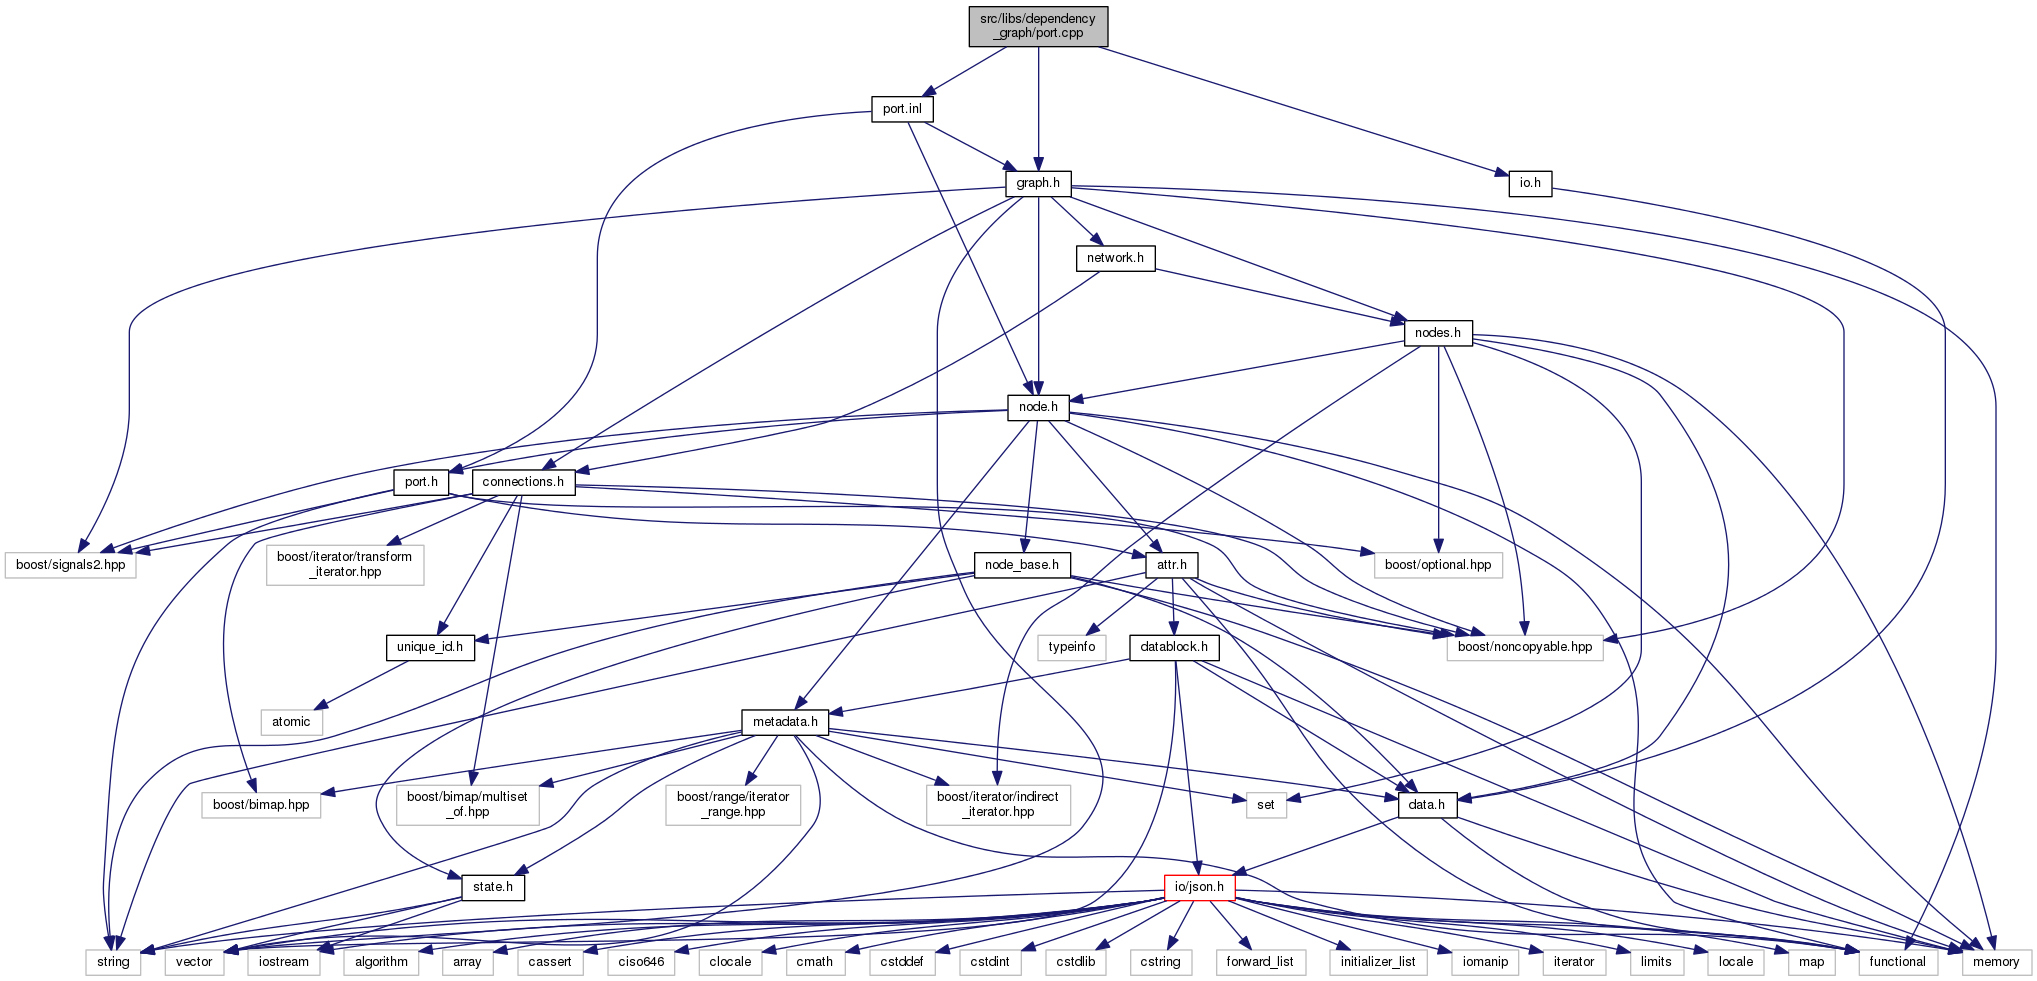 src/libs/dependency
_graph/port.cpp
port.inl
graph.h
io.h
network.h
nodes.h
node.h
port.h
connections.h
boost/signals2.hpp
boost/iterator/transform
_iterator.hpp
node_base.h
attr.h
boost/optional.hpp
unique_id.h
typeinfo
datablock.h
boost/noncopyable.hpp
atomic
metadata.h
boost/bimap.hpp
boost/bimap/multiset
_of.hpp
boost/range/iterator
_range.hpp
boost/iterator/indirect
_iterator.hpp
set
data.h
state.h
io/json.h
string
vector
iostream
algorithm
array
cassert
ciso646
clocale
cmath
cstddef
cstdint
cstdlib
cstring
forward_list
initializer_list
iomanip
iterator
limits
locale
map
functional
memory